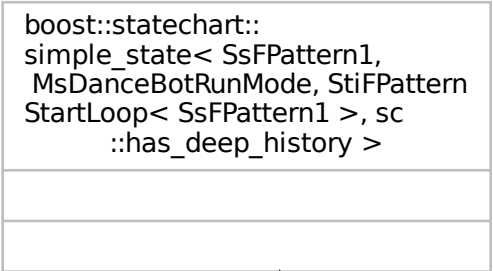 boost::statechart::
simple_state< SsFPattern1,
MsDanceBotRunMode, StiFPattern
StartLoop< SsFPattern1 >, sc
::has_deep_history >